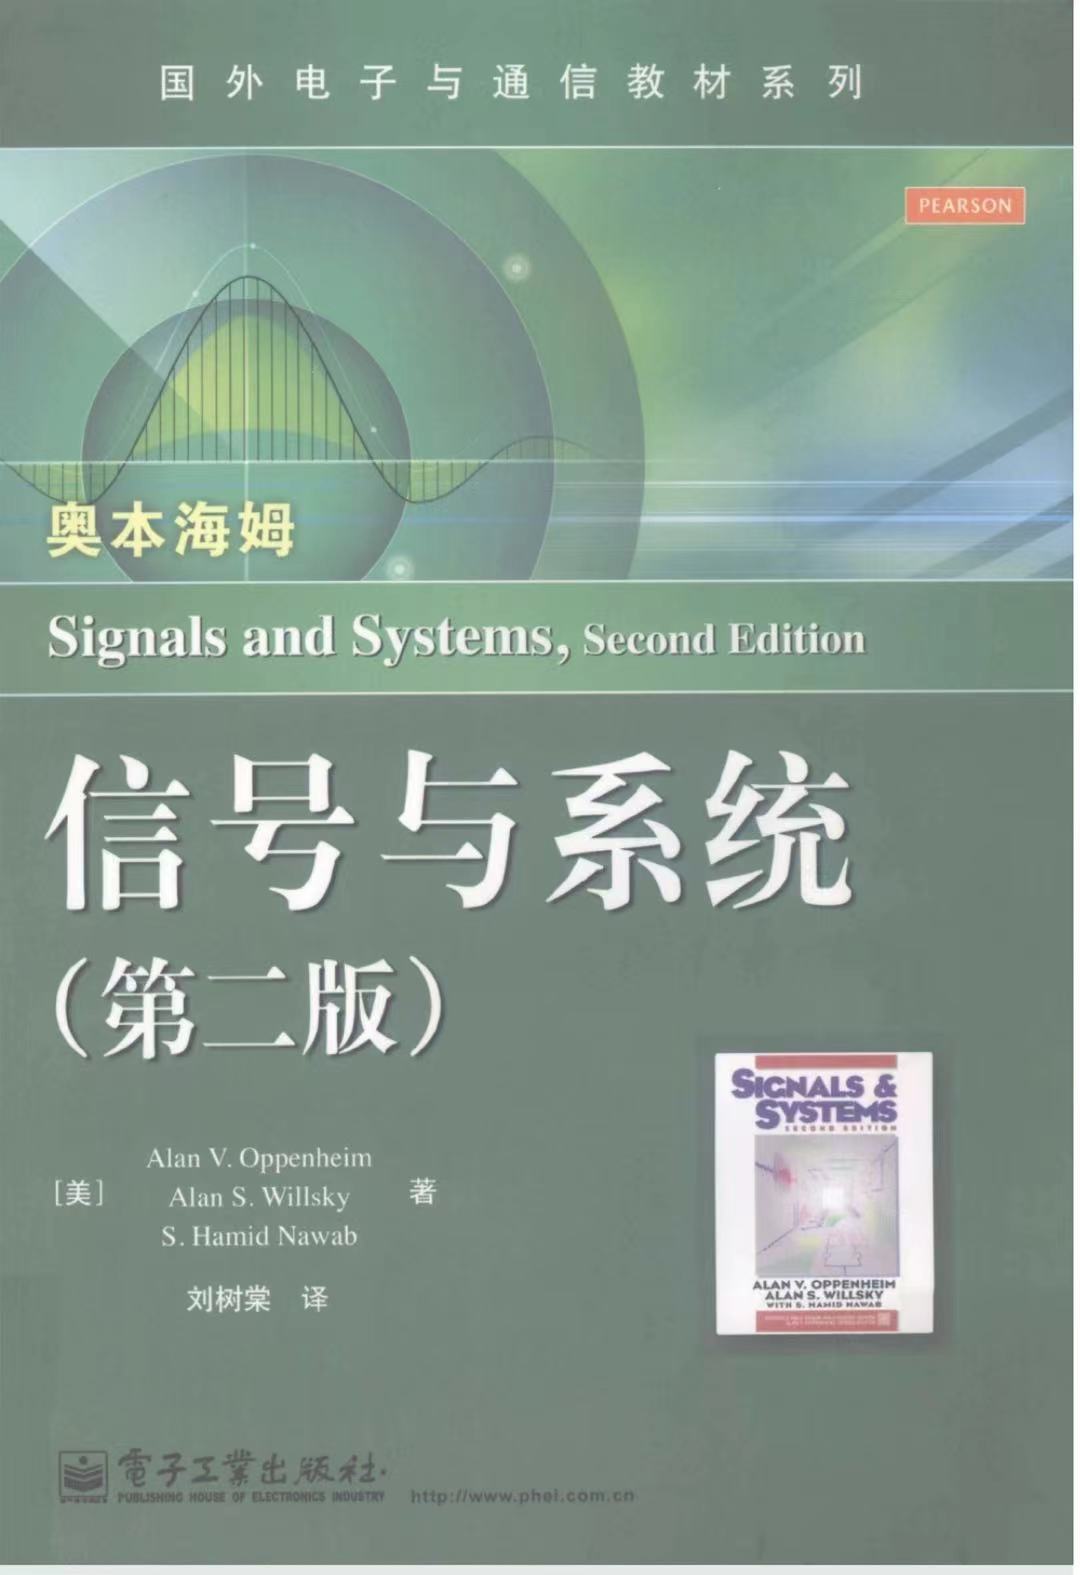 国外电子与通信教材系列
PEARSON
奥本海姆
Signals and Systems, Second Edition
信号与系统
（第二版）
Alan V. Oppenheim
[美] Alan S. Willsky 著
S. Hamid Nawab
刘树棠 译
SIGNALS &
SYSTEMS
SECOND EDITION
ALAN V. OPPENHEIM
ALAN S. WILLSKY
WITH S. HAMID NAWAB
電子工業出版社
PUBLISHING HOUSE OF ELECTRONICS INDUSTRY
http://www.phei.com.cn